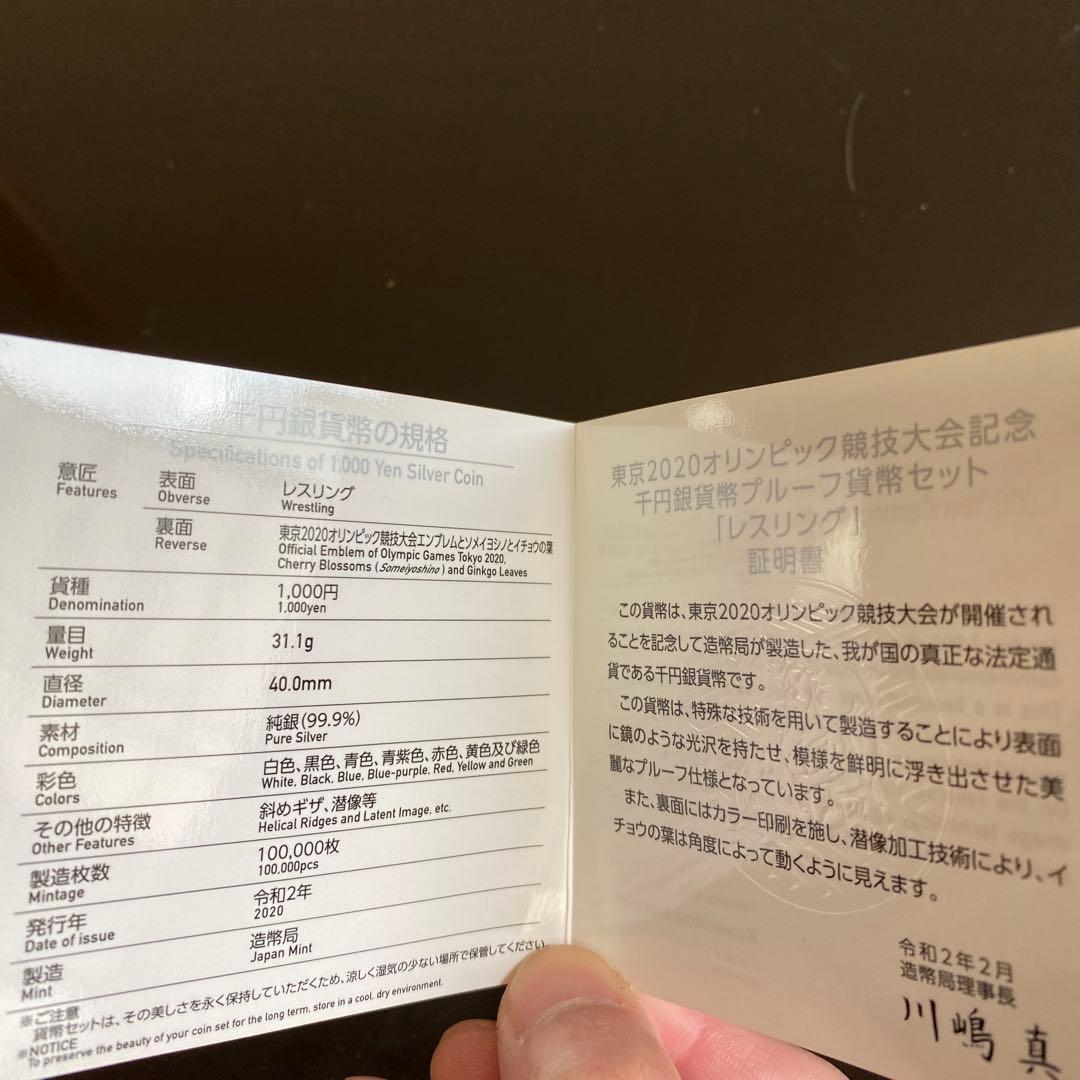 千円銀貨幣の規格
Specifications of 1,000 Yen Silver Coin
意匠
Features
表面
Obverse
レスリング
Wrestling
裏面
Reverse
東京2020オリンピック競技大会エンブレムとソメイヨシノとイチョウの葉
Official Emblem of Olympic Games Tokyo 2020,
Cherry Blossoms (Someiyoshino) and Ginkgo Leaves
貨種
Denomination
1,000円
1,000yen
量目
Weight
31.1g
直径
Diameter
40.0mm
素材
Composition
純銀(99.9%)
Pure Silver
彩色
Colors
白色、黒色、青色、青紫色、赤色、黄色及び緑色
White, Black, Blue, Blue-purple, Red, Yellow and Green
その他の特徴
Other Features
斜めギザ、潜像等
Helical Ridges and Latent Image, etc.
製造枚数
Mintage
100,000枚
100,000pcs
発行年
Date of issue
令和2年
2020
製造
Mint
造幣局
Japan Mint
※ご注意
貨幣セットは、その美しさを永く保持していただくため、涼しく湿気の少ない場所で保管してください。
※NOTICE
To preserve the beauty of your coin set for the long term, store in a cool, dry environment.
東京2020オリンピック競技大会記念
千円銀貨幣プルーフ貨幣セット
「レスリング」
証明書
この貨幣は、東京2020オリンピック競技大会が開催され
ることを記念して造幣局が製造した、我が国の真正な法定通
貨である千円銀貨幣です。
この貨幣は、特殊な技術を用いて製造することにより表面
に鏡のような光沢を持たせ、模様を鮮明に浮き出させた美
麗なプルーフ仕様となっています。
また、裏面にはカラー印刷を施し、潜像加工技術により、イ
チョウの葉は角度によって動くように見えます。
令和2年2月
造幣局理事長
川嶋 真